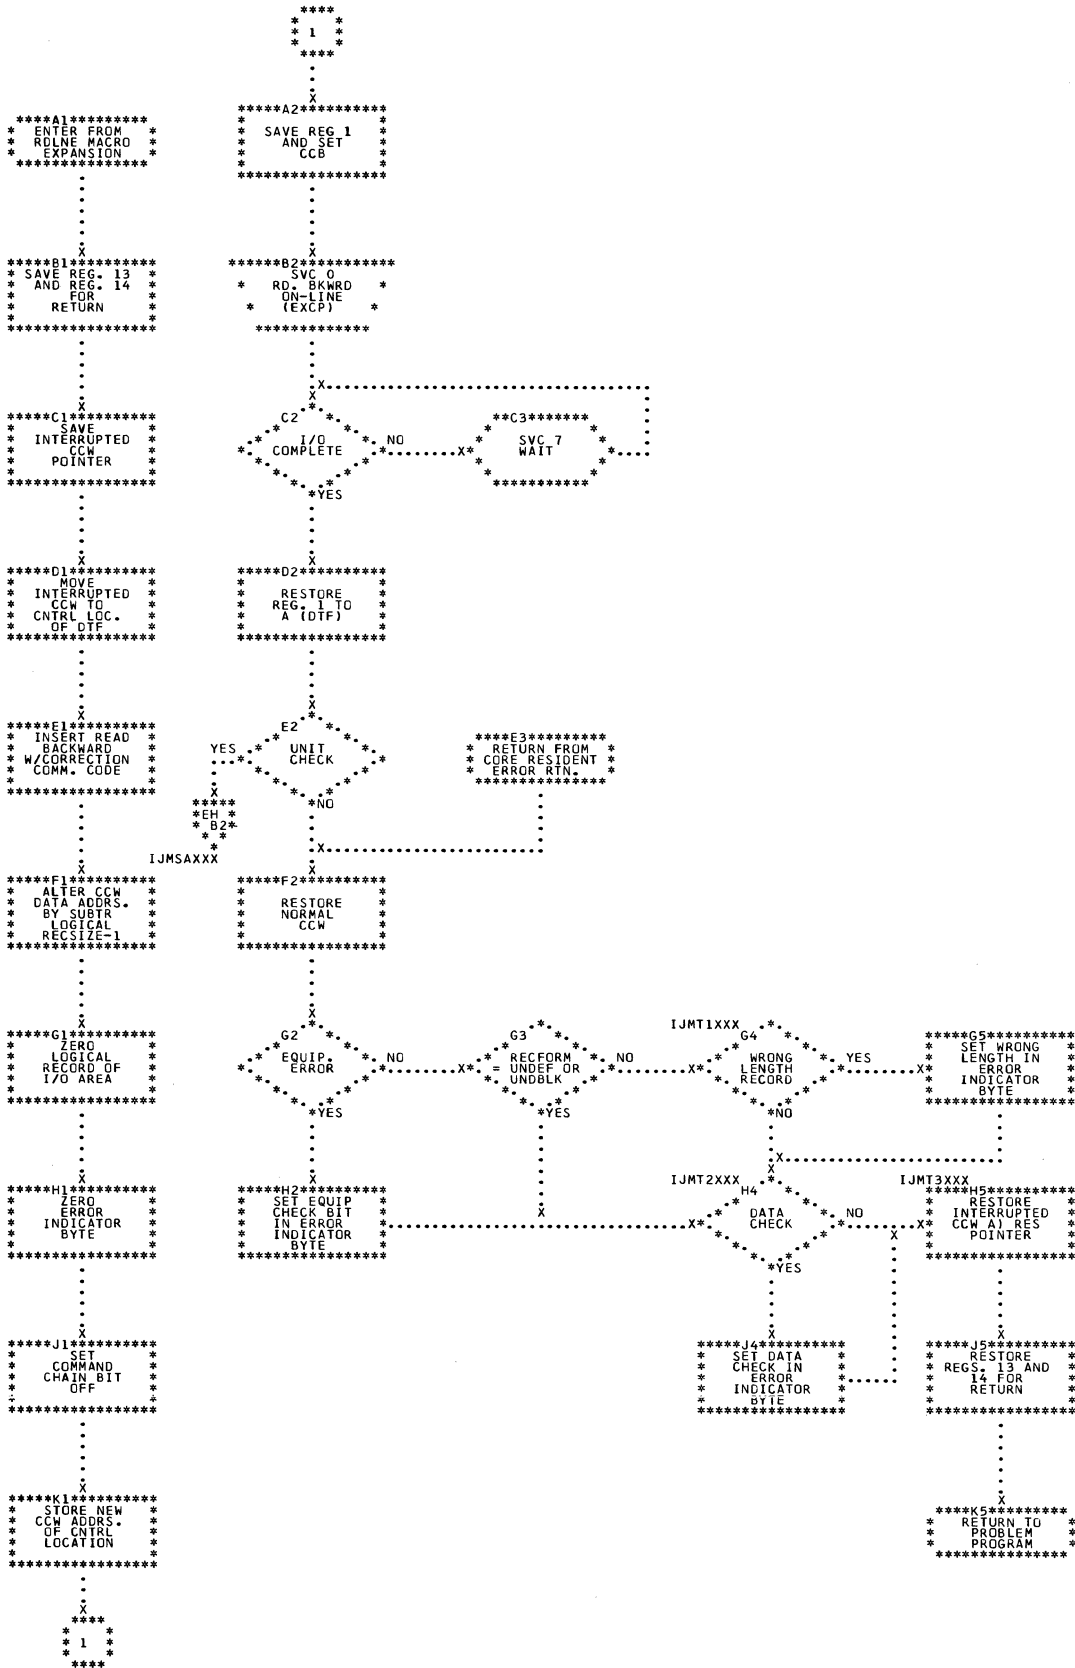 1
A1
ENTER FROM
RDLNE MACRO
EXPANSION
A2
SAVE REG 1
AND SET
CCB
B1
SAVE REG. 13
AND REG. 14
FOR
RETURN
B2
SVC 0
RD. BKWRD
ON-LINE
(EXCP)
C1
SAVE
INTERRUPTED
CCW
POINTER
C2
I/O
COMPLETE
NO
YES
C3
SVC 7
WAIT
D1
MOVE
INTERRUPTED
CCW TO
CNTRL LOC.
OF DTF
D2
RESTORE
REG. 1 TO
A (DTF)
E1
INSERT READ
BACKWARD
W/CORRECTION
COMM. CODE
E2
UNIT
CHECK
YES
NO
EH
B2
IJMSAXXX
E3
RETURN FROM
CORE RESIDENT
ERROR RTN.
F1
ALTER CCW
DATA ADDRS.
BY SUBTR
LOGICAL
RECSIZE-1
F2
RESTORE
NORMAL
CCW
G1
ZERO
LOGICAL
RECORD OF
I/O AREA
G2
EQUIP.
ERROR
NO
YES
G3
RECFORM
= UNDEF OR
UNDBLK
NO
YES
IJMT1XXX
G4
WRONG
LENGTH
RECORD
YES
NO
G5
SET WRONG
LENGTH IN
ERROR
INDICATOR
BYTE
H1
ZERO
ERROR
INDICATOR
BYTE
H2
SET EQUIP
CHECK BIT
IN ERROR
INDICATOR
BYTE
IJMT2XXX
H4
DATA
CHECK
NO
YES
IJMT3XXX
H5
RESTORE
INTERRUPTED
CCW A) RES
POINTER
J1
SET
COMMAND
CHAIN BIT
OFF
J4
SET DATA
CHECK IN
ERROR
INDICATOR
BYTE
J5
RESTORE
REGS. 13 AND
14 FOR
RETURN
K1
STORE NEW
CCW ADDRS.
OF CNTRL
LOCATION
K5
RETURN TO
PROBLEM
PROGRAM
1